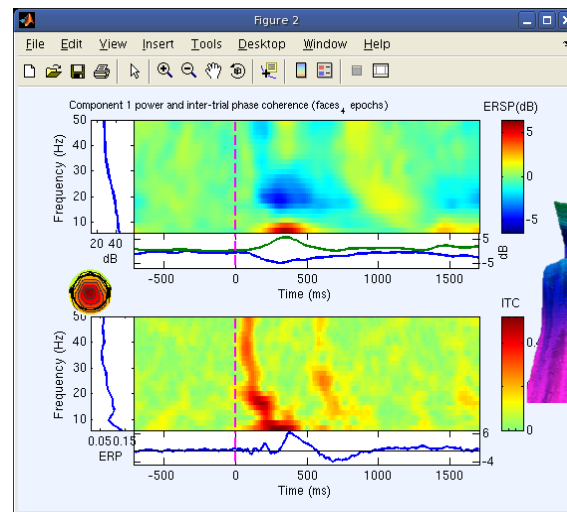 Figure 2
File Edit View Insert Tools Desktop Window Help
Component 1 power and inter-trial phase coherence (faces_4 epochs)
ERSP(dB)
Frequency (Hz)
50
40
30
20
10
20 40
dB
5
0
-5
5
-5
dB
-500 0 500 1000 1500
Time (ms)
ITC
Frequency (Hz)
50
40
30
20
10
0.05 0.15
ERP
0
6
-4
-500 0 500 1000 1500
Time (ms)